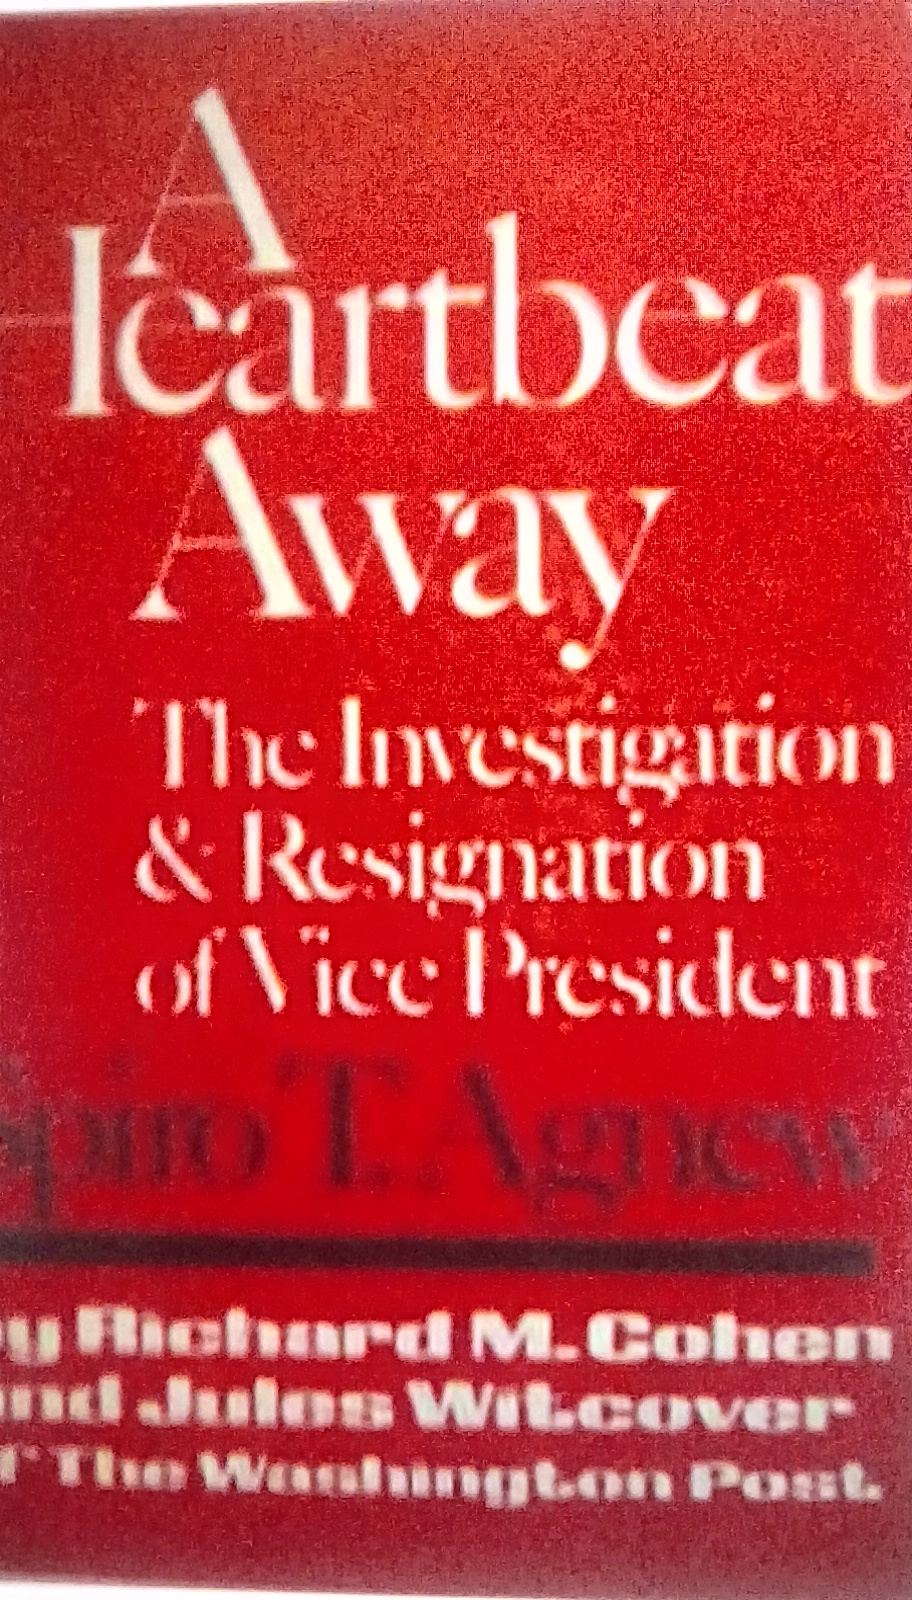 A
Heartbeat
Away
The Investigation
& Resignation
of Vice President
Spiro T. Agnew
by Richard M. Cohen
and Jules Witcover
of The Washington Post